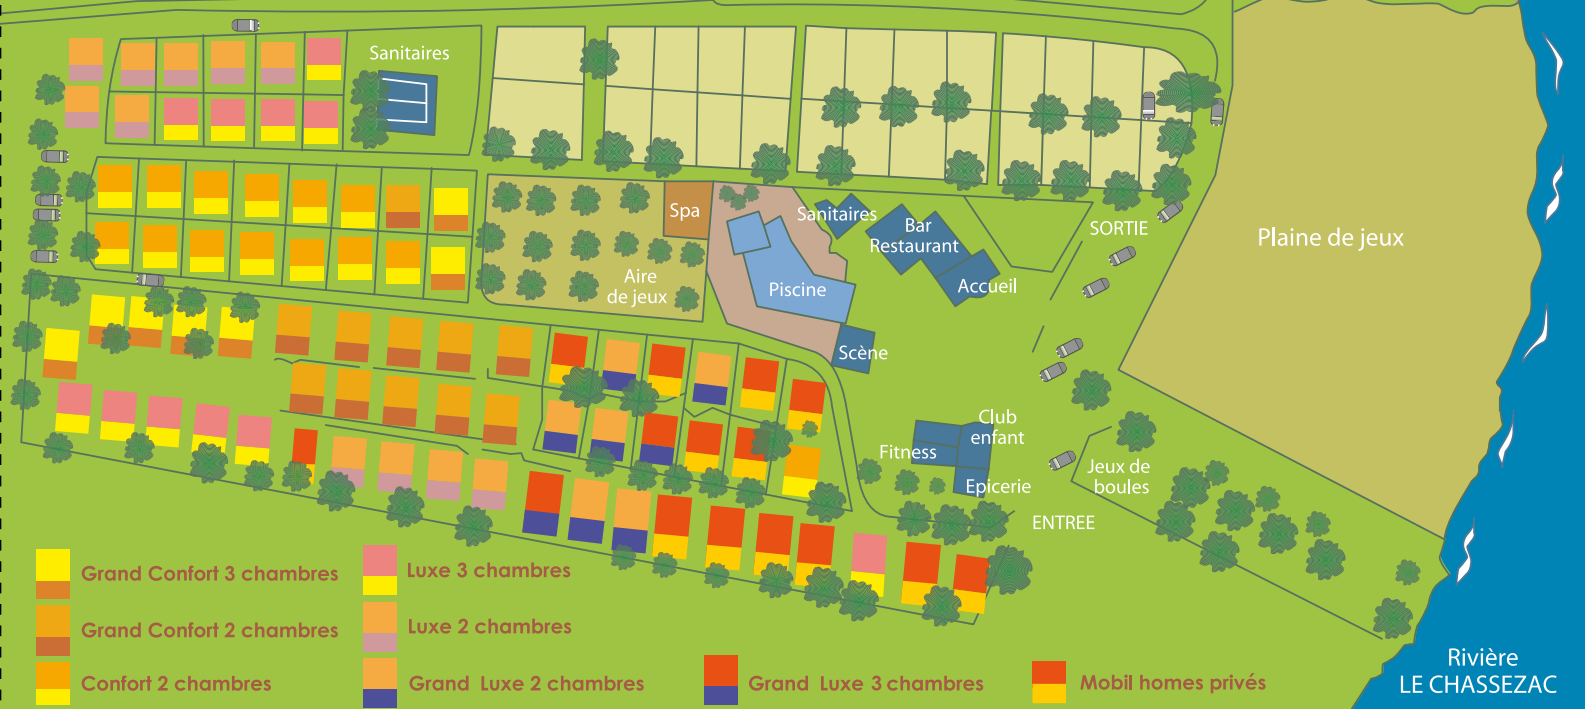 Sanitaires
Spa
Sanitaires
Bar
Restaurant
SORTIE
Plaine de jeux
Aire
de jeux
Piscine
Accueil
Scène
Club
enfant
Fitness
Epicerie
Jeux de
boules
ENTREE
Grand Confort 3 chambres
Grand Confort 2 chambres
Confort 2 chambres
Luxe 3 chambres
Luxe 2 chambres
Grand Luxe 2 chambres
Grand Luxe 3 chambres
Mobil homes privés
Rivière
LE CHASSEZAC